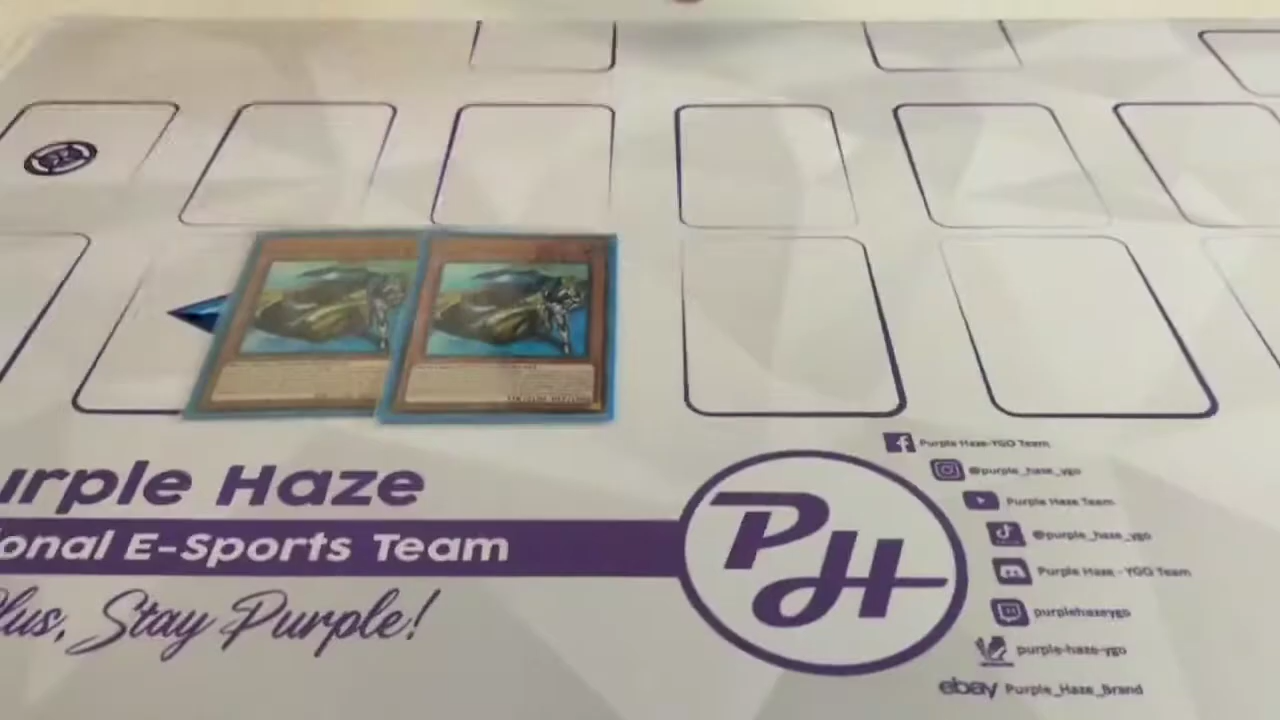 urple Haze
ional E-Sports Team
lus, Stay Purple!
PH
Purple Haze-YGO Team
@purple_haze_ygo
Purple Haze Team
@purple_haze_ygo
Purple Haze - YGO Team
purplehazeygo
purple-haze-ygo
ebay Purple_Haze_Brand